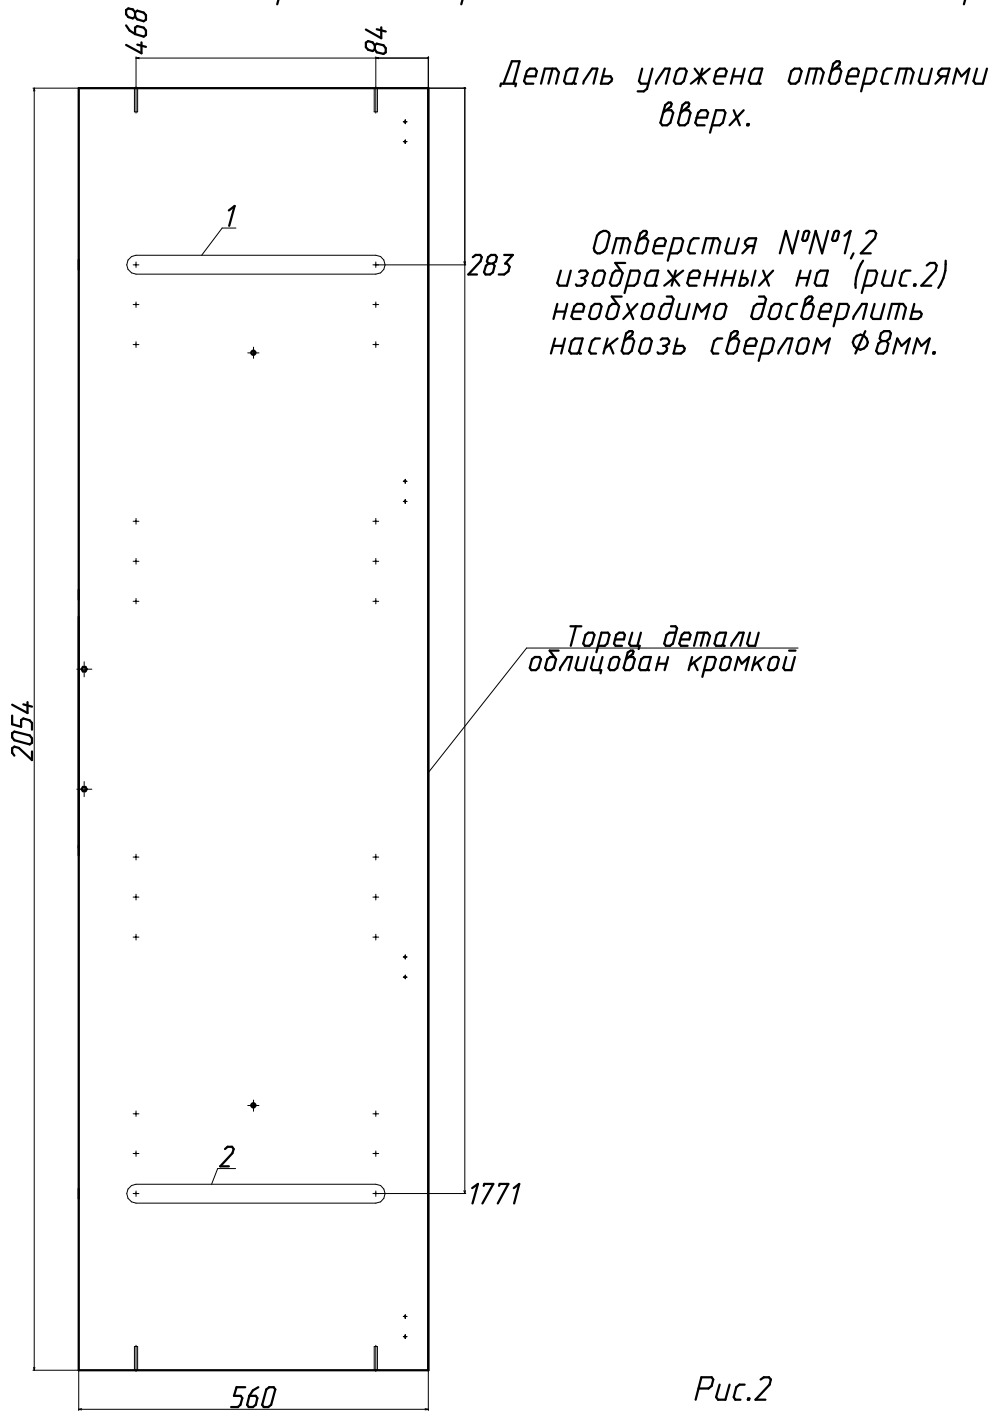 468
84
Деталь уложена отверстиями
вверх.
1
283
Отверстия №№1,2
изображенных на (рис.2)
необходимо досверлить
насквозь сверлом ϕ8мм.
Торец детали
облицован кромкой
2054
2
1771
560
Рис.2